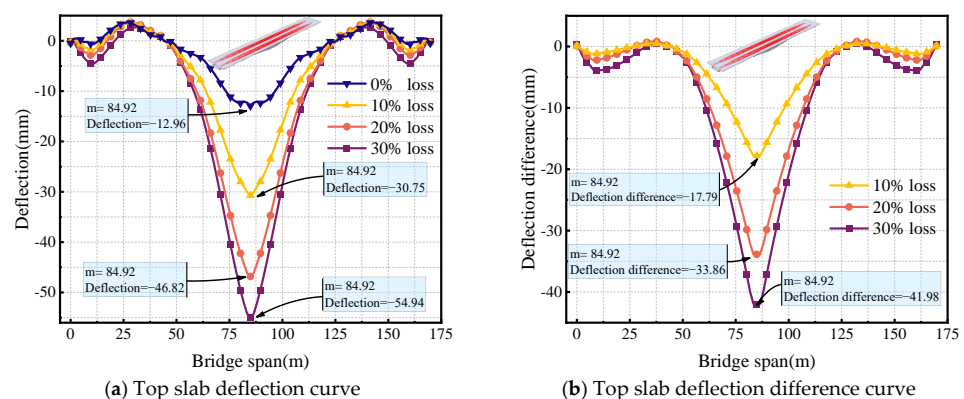 0
−10
−20
−30
−40
−50
Deflection(mm)
0% loss
10% loss
20% loss
30% loss
m= 84.92
Deflection=−12.96
m= 84.92
Deflection=−30.75
m= 84.92
Deflection=−46.82
m= 84.92
Deflection=−54.94
0 25 50 75 100 125 150 175
Bridge span(m)
(a) Top slab deflection curve
0
−10
−20
−30
−40
Deflection difference(mm)
m= 84.92
Deflection difference=−17.79
10% loss
20% loss
30% loss
m= 84.92
Deflection difference=−33.86
m= 84.92
Deflection difference=−41.98
0 25 50 75 100 125 150 175
Bridge span(m)
(b) Top slab deflection difference curve